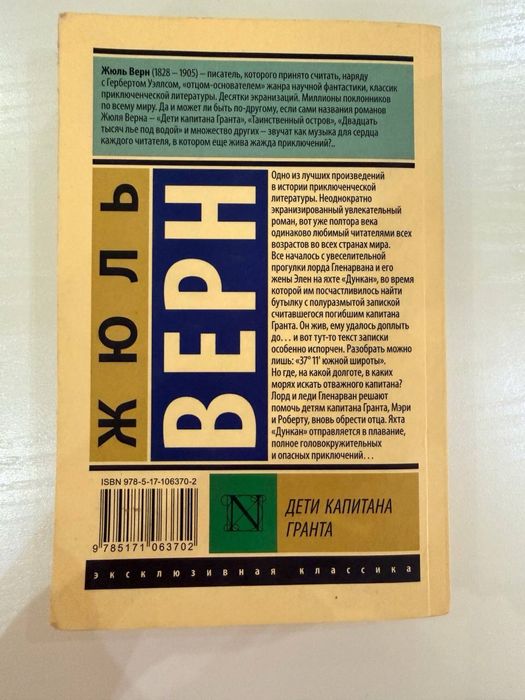 Жюль Верн (1828 – 1905) – писатель, которого принято считать, наряду
с Гербертом Уэллсом, «отцом-основателем» жанра научной фантастики, классик
приключенческой литературы. Десятки экранизаций. Миллионы поклонников
по всему миру. Да и может ли быть по-другому, если сами названия романов
Жюля Верна – «Дети капитана Гранта», «Таинственный остров», «Двадцать
тысяч лье под водой» и множество других – звучат как музыка для сердца
каждого читателя, в котором еще жива жажда приключений?..
ЖЮЛЬ
ВЕРН
Одно из лучших произведений
в истории приключенческой
литературы. Неоднократно
экранизированный увлекательный
роман, вот уже полтора века
одинаково любимый читателями всех
возрастов во всех странах мира.
Все началось с увеселительной
прогулки лорда Гленарвана и его
жены Элен на яхте «Дункан», во время
которой им посчастливилось найти
бутылку с полуразмытой запиской
считавшегося погибшим капитана
Гранта. Он жив, ему удалось доплыть
до… и вот тут-то текст записки
особенно испорчен. Разобрать можно
лишь: «37° 11' южной широты».
Но где, на какой долготе, в каких
морях искать отважного капитана?
Лорд и леди Гленарван решают
помочь детям капитана Гранта, Мэри
и Роберту, вновь обрести отца. Яхта
«Дункан» отправляется в плавание,
полное головокружительных
и опасных приключений…
ISBN 978-5-17-106370-2
9 785171 063702
N
ДЕТИ КАПИТАНА
ГРАНТА
эксклюзивная классика